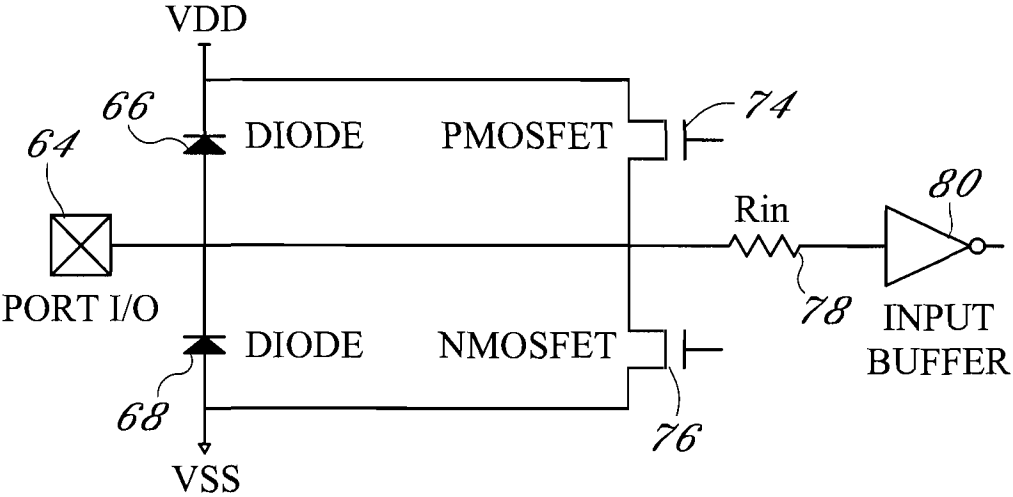 VDD
66
DIODE
PMOSFET
74
64
Rin
80
PORT I/O
78
INPUT
BUFFER
DIODE
NMOSFET
68
76
VSS